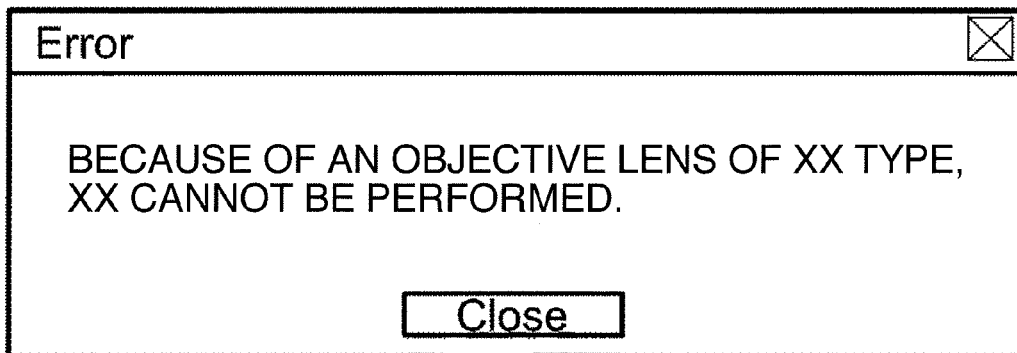 Error
BECAUSE OF AN OBJECTIVE LENS OF XX TYPE,
XX CANNOT BE PERFORMED.
Close